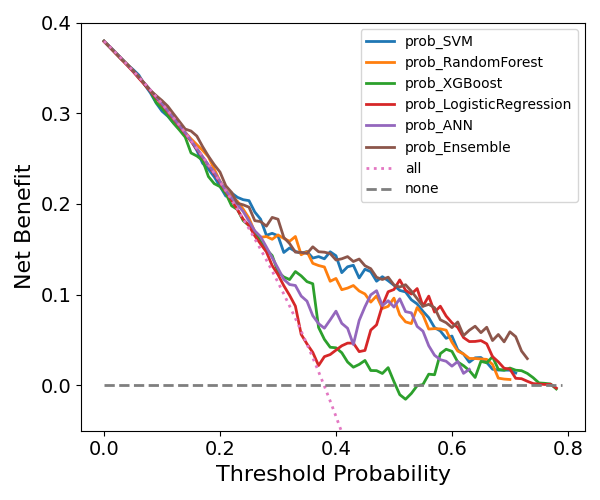 0.4
0.3
0.2
0.1
0.0
Net Benefit
prob_SVM
prob_RandomForest
prob_XGBoost
prob_LogisticRegression
prob_ANN
prob_Ensemble
all
none
0.0 0.2 0.4 0.6 0.8
Threshold Probability